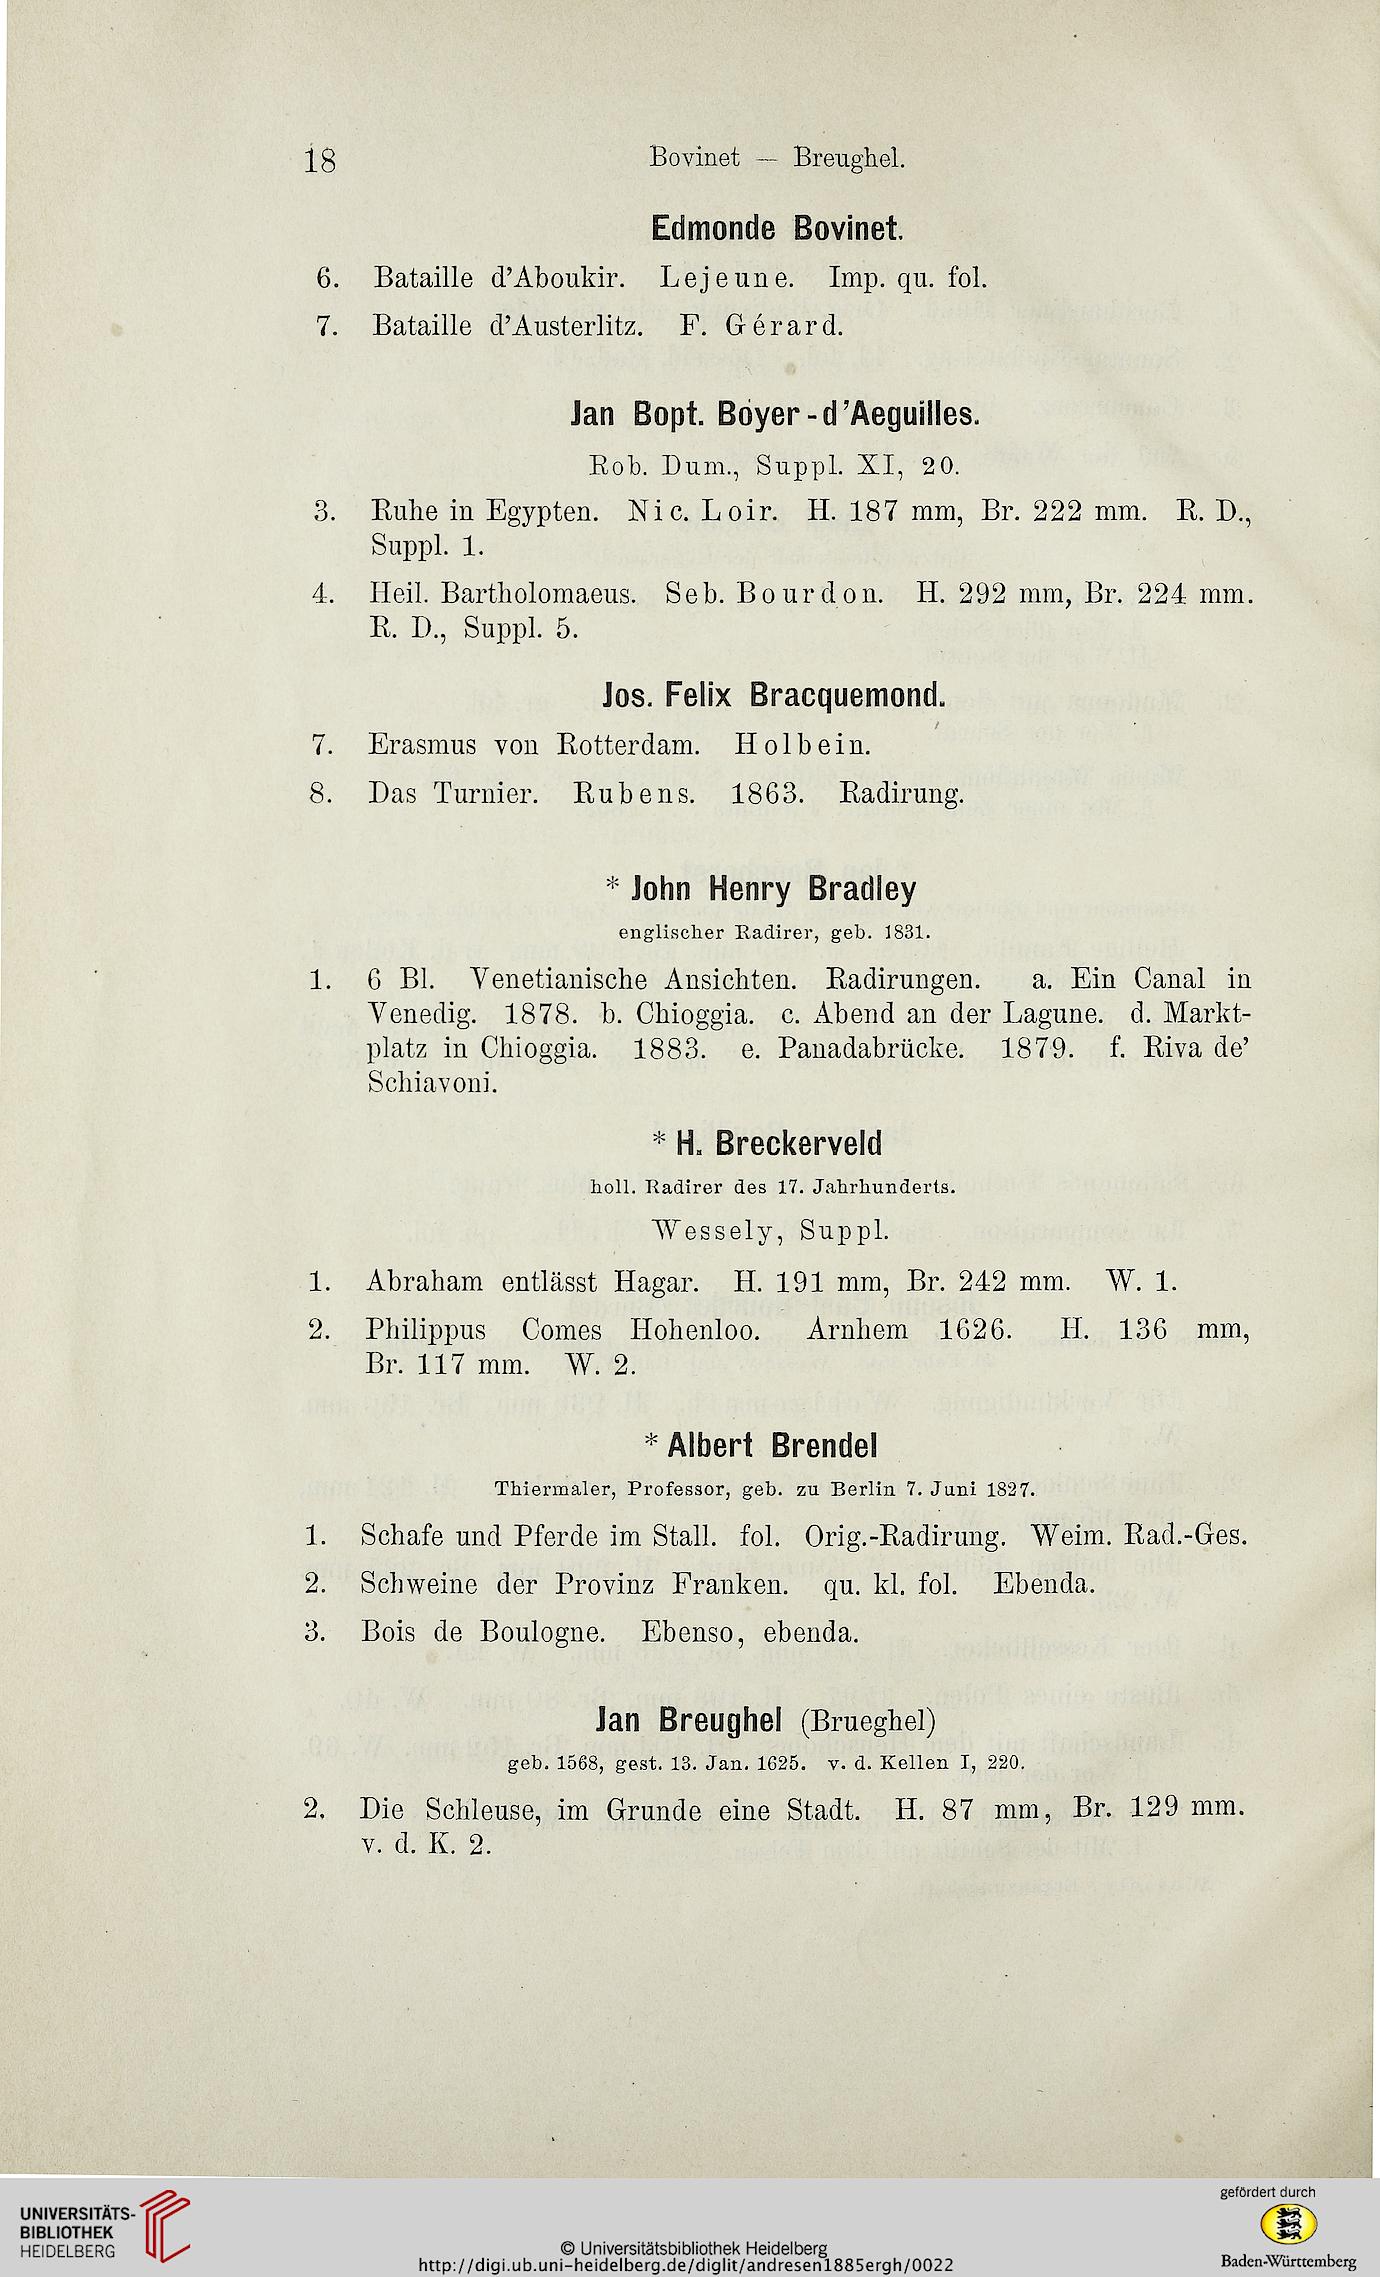 18
Bovinet — Breughel.
Edmonde Bovinet.
6. Bataille d’Aboukir. Lejeune. Imp. qu. fol.
7. Bataille d’Austerlitz. F. Gérard.
Jan Bopt. Boyer-d’Aeguilles.
Rob. Dum., Suppl. XI, 20.
3. Ruhe in Egypten. Nic. Loir. H. 187 mm, Br. 222 mm. R. D.,
Suppl. 1.
4. Heil. Bartholomaeus. Seb. Bourdon. H. 292 mm, Br. 224 mm.
R. D., Suppl. 5.
Jos. Felix Bracquemond.
7. Erasmus von Rotterdam. Holbein.
8. Das Turnier. Rubens. 1863. Radirung.
* John Henry Bradley
englischer Radirer, geb. 1831.
1. 6 Bl. Venetianische Ansichten. Radirungen. a. Ein Canal in
Venedig. 1878. b. Chioggia. c. Abend an der Lagune. d. Markt-
platz in Chioggia. 1883. e. Panadabrücke. 1879. f. Riva de’
Schiavoni.
* H. Breckerveld
holl. Radirer des 17. Jahrhunderts.
Wessely, Suppl.
1. Abraham entlässt Hagar. H. 191 mm, Br. 242 mm. W. 1.
2. Philippus Comes Hohenloo. Arnhem 1626. H. 136 mm,
Br. 117 mm. W. 2.
* Albert Brendel
Thiermaler, Professor, geb. zu Berlin 7. Juni 1827.
1. Schafe und Pferde im Stall. fol. Orig.-Radirung. Weim. Rad.-Ges.
2. Schweine der Provinz Franken. qu. kl. fol. Ebenda.
3. Bois de Boulogne. Ebenso, ebenda.
Jan Breughel (Brueghel)
geb. 1568, gest. 13. Jan. 1625. v. d. Kellen I, 220.
2. Die Schleuse, im Grunde eine Stadt. H. 87 mm, Br. 129 mm.
v. d. K. 2.
UNIVERSITÄTS-
BIBLIOTHEK
HEIDELBERG
© Universitätsbibliothek Heidelberg
http://digi.ub.uni-heidelberg.de/diglit/andresen1885ergh/0022
gefördert durch
Baden-Württemberg